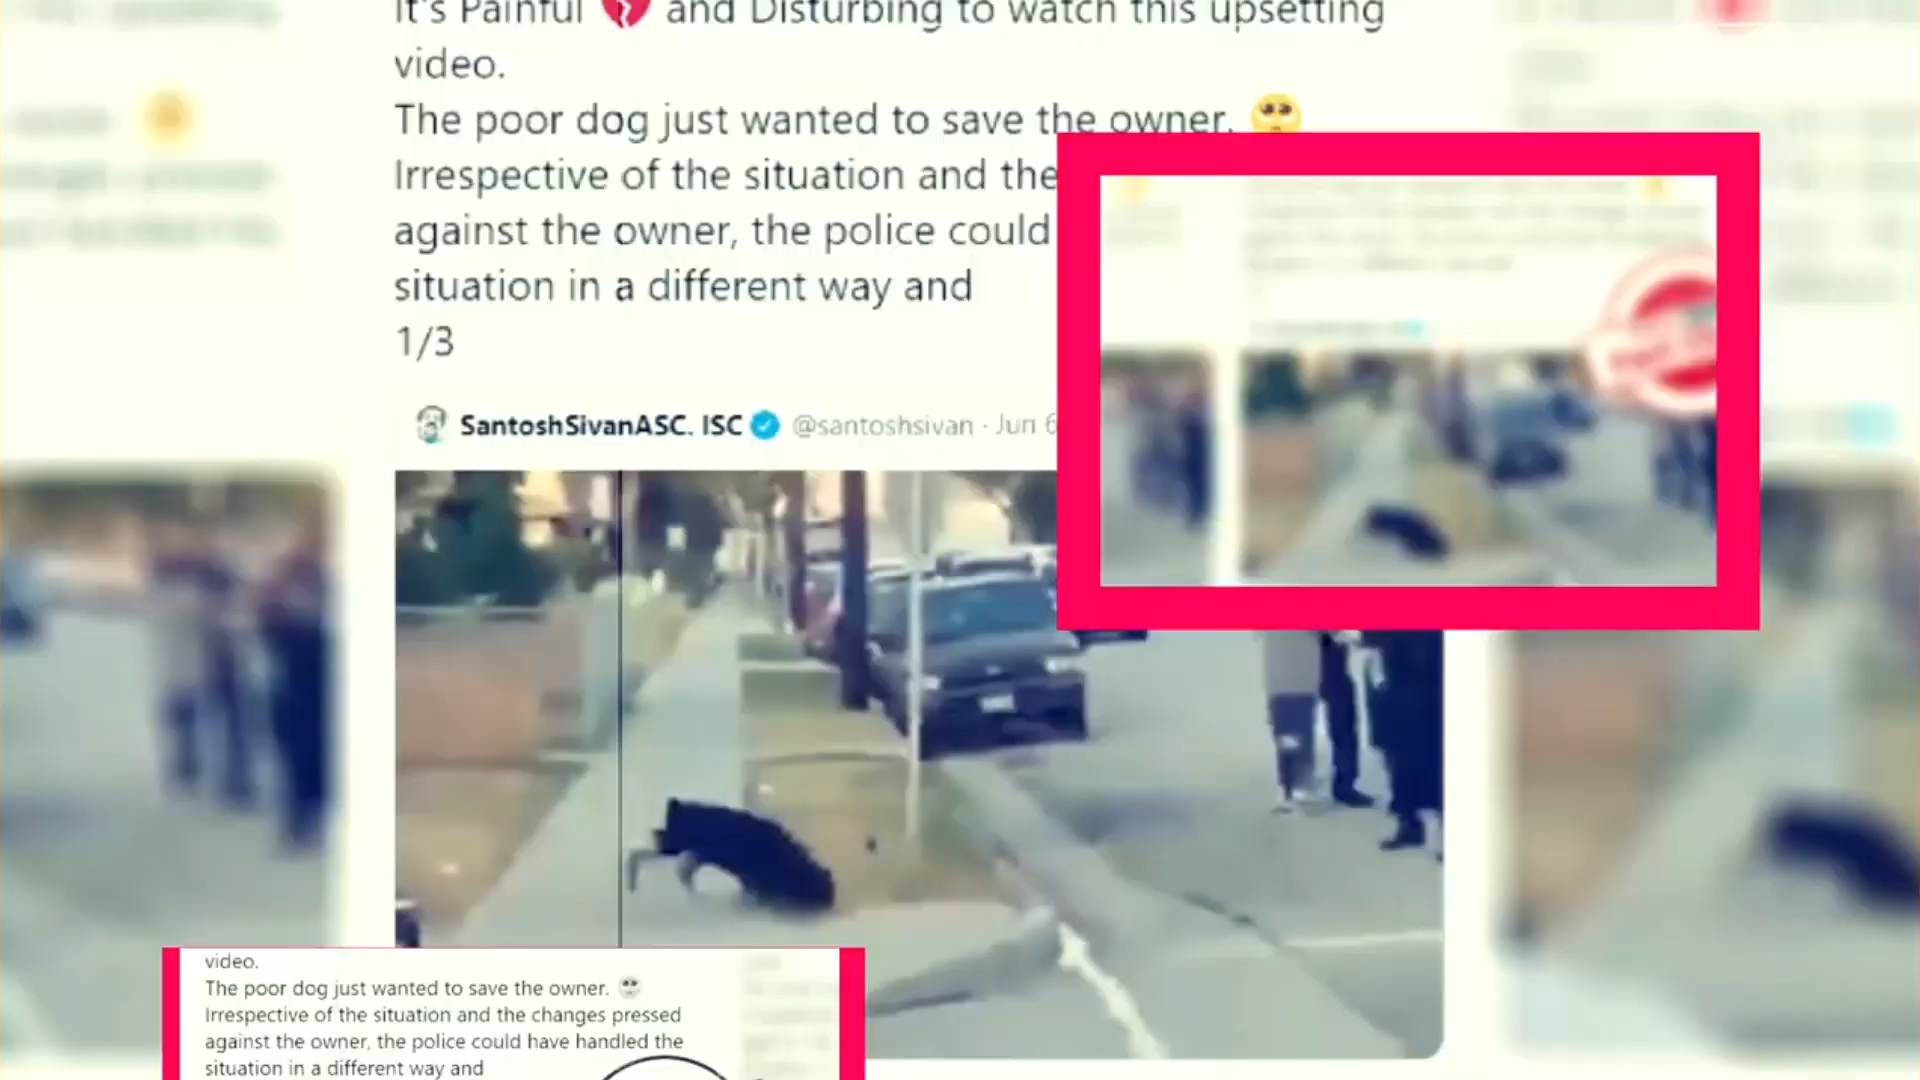 It's Painful 💔 and Disturbing to watch this upsetting
video.
The poor dog just wanted to save the owner. 🥺
Irrespective of the situation and the
against the owner, the police could
situation in a different way and
1/3
SantoshSivanASC. ISC @santoshsivan · Jun 6
video.
The poor dog just wanted to save the owner. 🥺
Irrespective of the situation and the changes pressed
against the owner, the police could have handled the
situation in a different way and